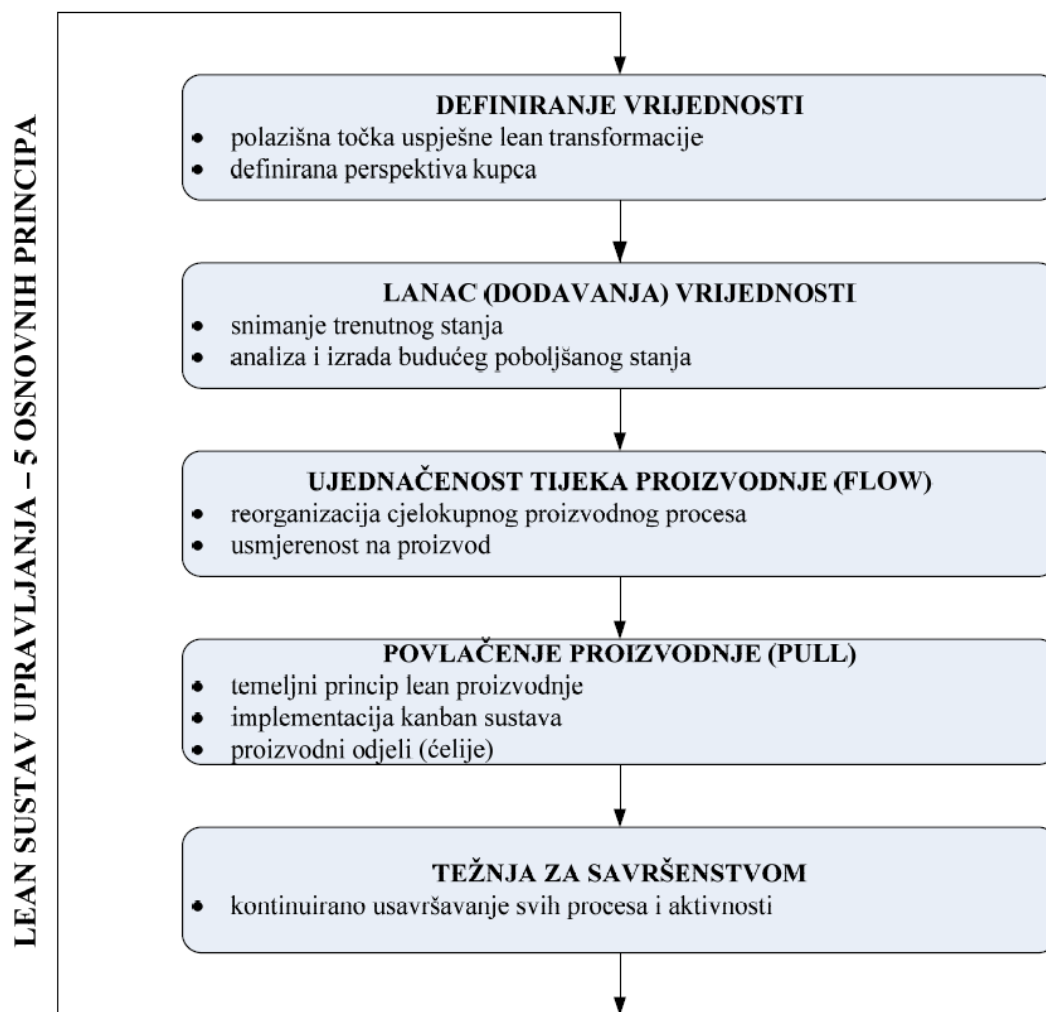 LEAN SUSTAV UPRAVLJANJA – 5 OSNOVNIH PRINCIPA
DEFINIRANJE VRIJEDNOSTI
• polazišna točka uspješne lean transformacije
• definirana perspektiva kupca
LANAC (DODAVANJA) VRIJEDNOSTI
• snimanje trenutnog stanja
• analiza i izrada budućeg poboljšanog stanja
UJEDNAČENOST TIJEKA PROIZVODNJE (FLOW)
• reorganizacija cjelokupnog proizvodnog procesa
• usmjerenost na proizvod
POVLAČENJE PROIZVODNJE (PULL)
• temeljni princip lean proizvodnje
• implementacija kanban sustava
• proizvodni odjeli (ćelije)
TEŽNJA ZA SAVRŠENSTVOM
• kontinuirano usavršavanje svih procesa i aktivnosti